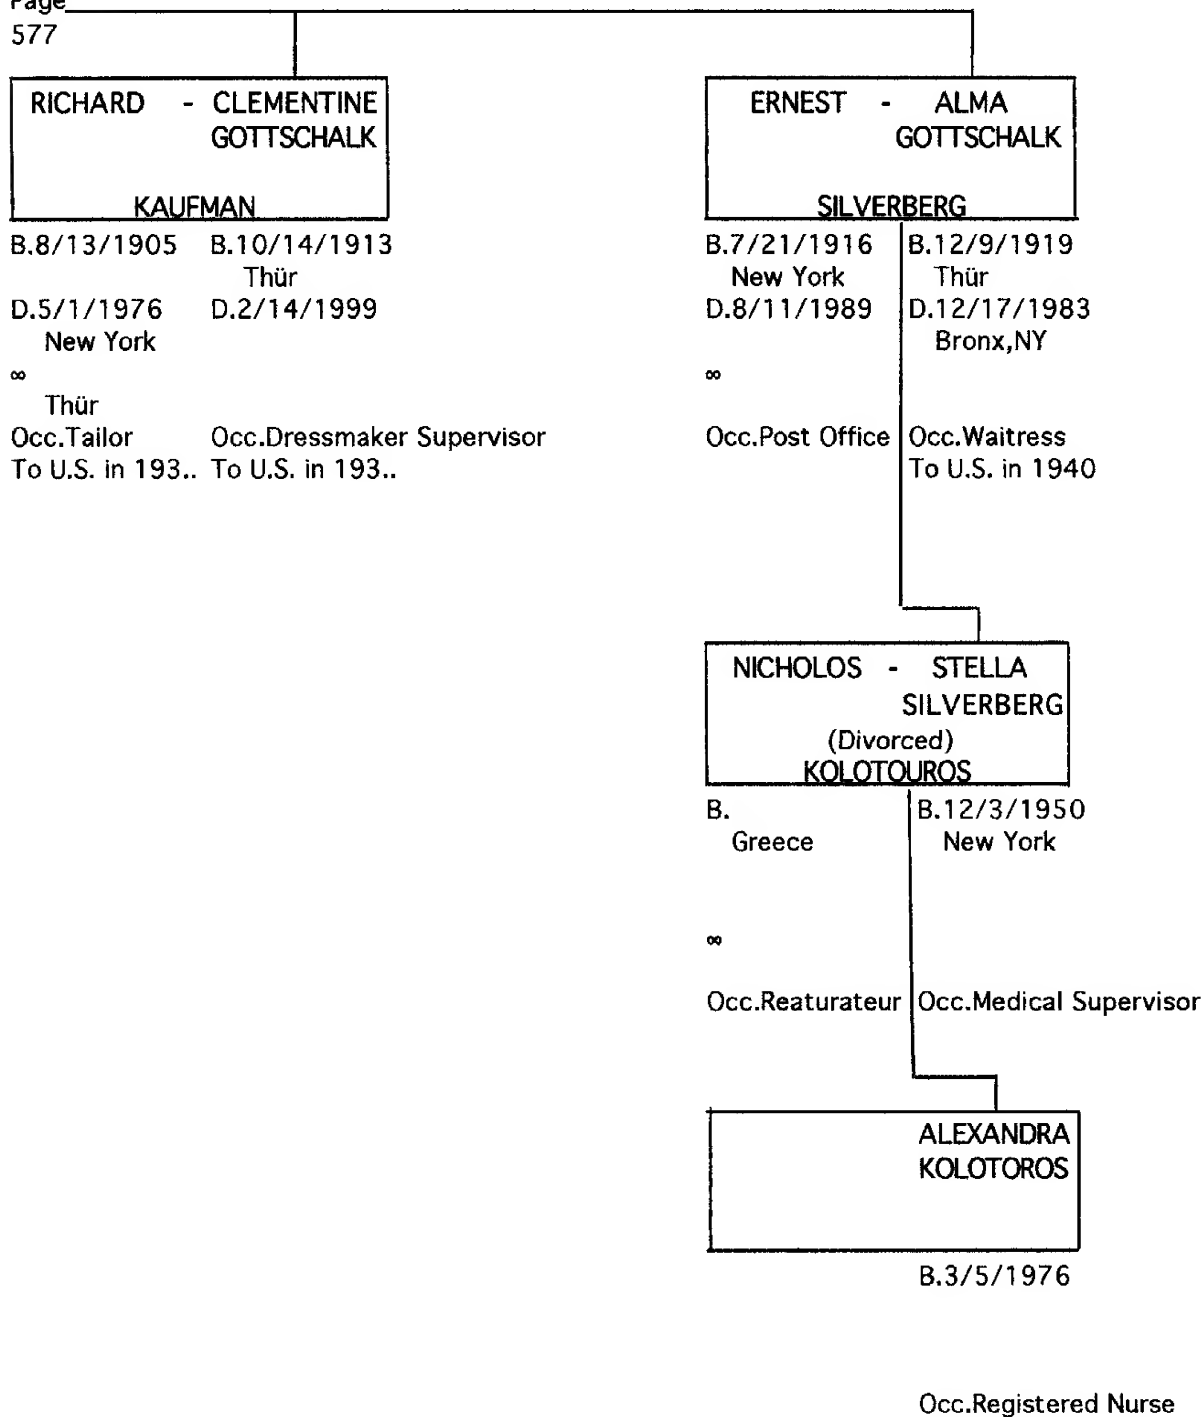 Page
577
RICHARD - CLEMENTINE
GOTTSCHALK
KAUFMAN
B.8/13/1905 B.10/14/1913
Thür
D.5/1/1976 D.2/14/1999
New York
∞
Thür
Occ.Tailor Occ.Dressmaker Supervisor
To U.S. in 193.. To U.S. in 193..
ERNEST - ALMA
GOTTSCHALK
SILVERBERG
B.7/21/1916 B.12/9/1919
New York Thür
D.8/11/1989 D.12/17/1983
Bronx,NY
∞
Occ.Post Office Occ.Waitress
To U.S. in 1940
NICHOLOS - STELLA
SILVERBERG
(Divorced)
KOLOTOUROS
B. B.12/3/1950
Greece New York
∞
Occ.Reaturateur Occ.Medical Supervisor
ALEXANDRA
KOLOTOROS
B.3/5/1976
Occ.Registered Nurse